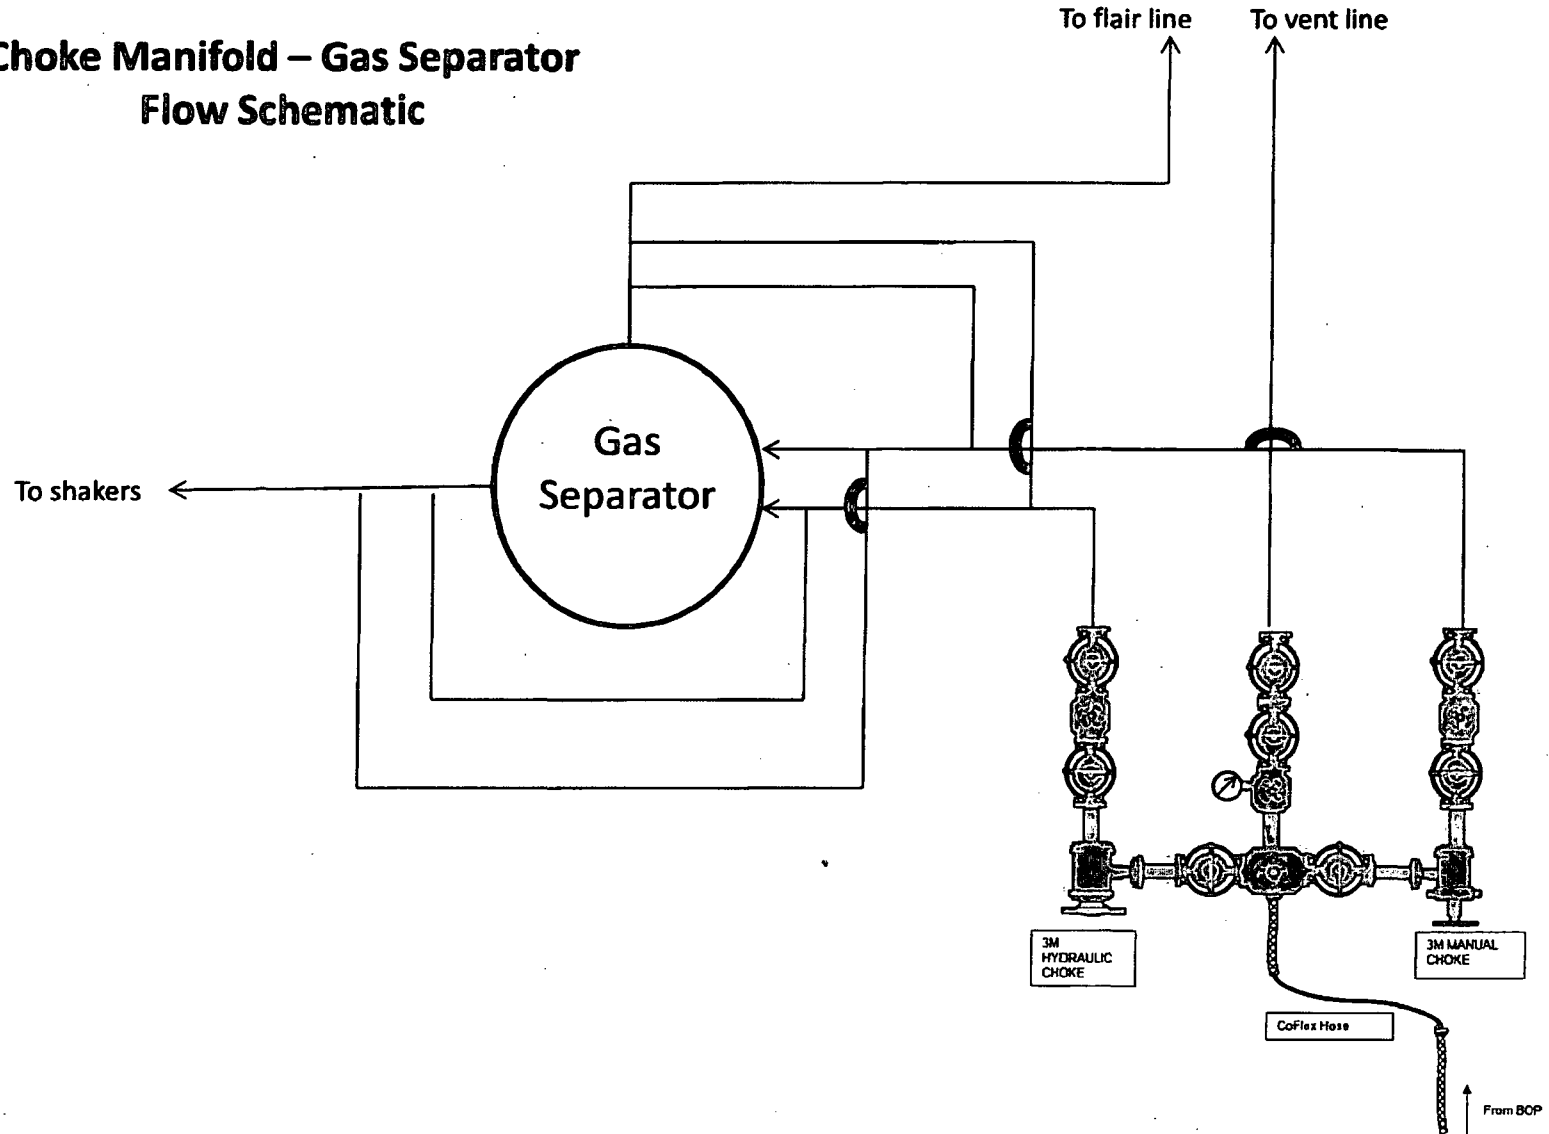 Choke Manifold – Gas Separator
Flow Schematic
To flair line
To vent line
Gas
Separator
To shakers
3M
HYDRAULIC
CHOKE
3M MANUAL
CHOKE
CoFlex Hose
From BOP